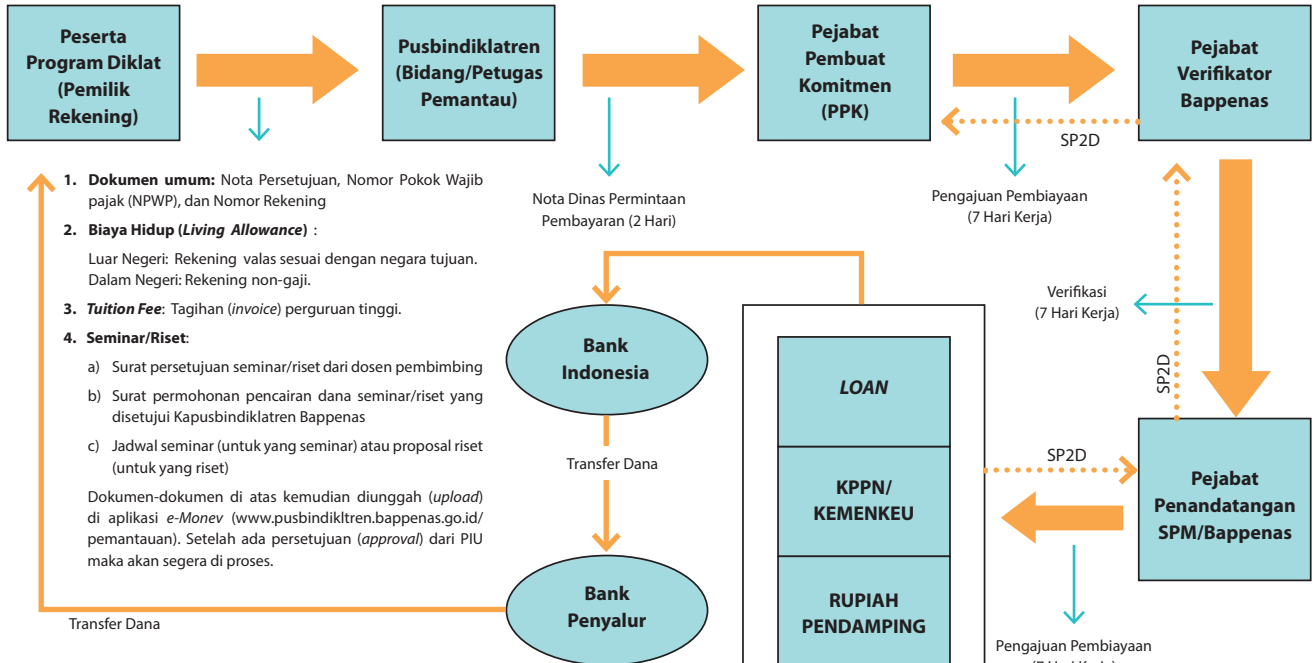 Peserta
Program Diklat
(Pemilik
Rekening)
Pusbindiklatren
(Bidang/Petugas
Pemantau)
Pejabat
Pembuat
Komitmen
(PPK)
Pejabat
Verifikator
Bappenas
SP2D
1. Dokumen umum: Nota Persetujuan, Nomor Pokok Wajib
pajak (NPWP), dan Nomor Rekening
2. Biaya Hidup (Living Allowance) :
Luar Negeri: Rekening valas sesuai dengan negara tujuan.
Dalam Negeri: Rekening non-gaji.
3. Tuition Fee: Tagihan (invoice) perguruan tinggi.
4. Seminar/Riset:
a) Surat persetujuan seminar/riset dari dosen pembimbing
b) Surat permohonan pencairan dana seminar/riset yang
disetujui Kapusbindiklatren Bappenas
c) Jadwal seminar (untuk yang seminar) atau proposal riset
(untuk yang riset)
Dokumen-dokumen di atas kemudian diunggah (upload)
di aplikasi e-Monev (www.pusbindikltren.bappenas.go.id/
pemantauan). Setelah ada persetujuan (approval) dari PIU
maka akan segera di proses.
Transfer Dana
Nota Dinas Permintaan
Pembayaran (2 Hari)
Pengajuan Pembiayaan
(7 Hari Kerja)
Verifikasi
(7 Hari Kerja)
SP2D
Bank
Indonesia
Transfer Dana
Bank
Penyalur
LOAN
KPPN/
KEMENKEU
RUPIAH
PENDAMPING
SP2D
Pejabat
Penandatangan
SPM/Bappenas
Pengajuan Pembiayaan
(7 Hari Kerja)